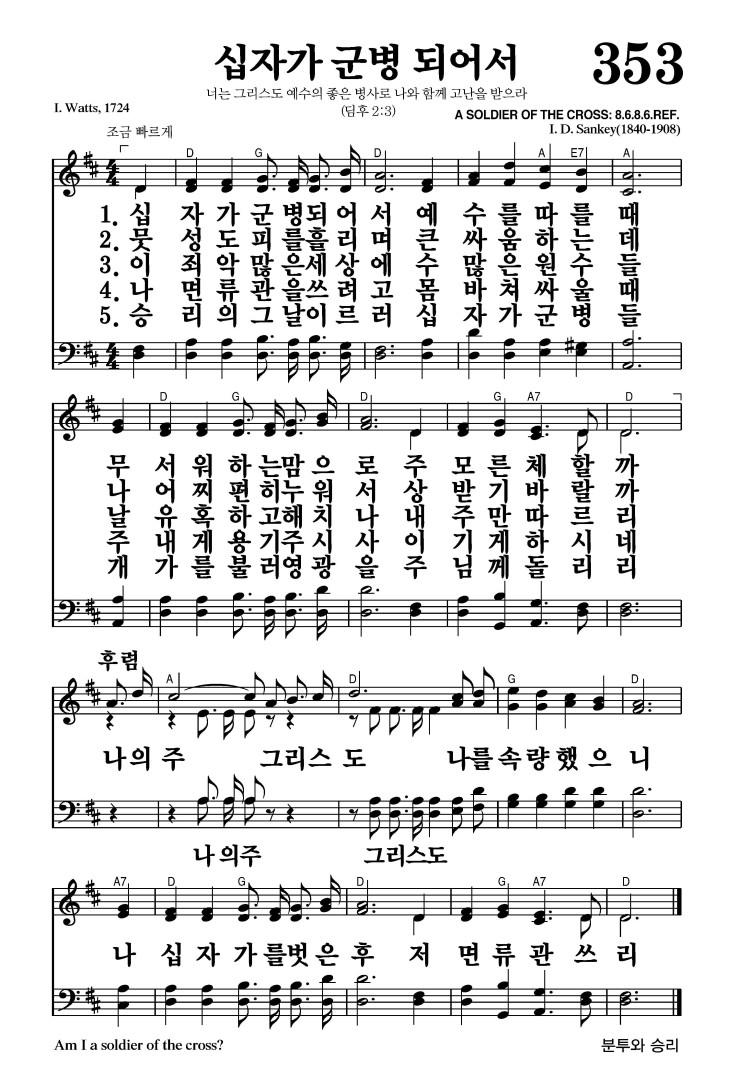 십자가 군병 되어서
353
너는 그리스도 예수의 좋은 병사로 나와 함께 고난을 받으라
(딤후 2:3)
I. Watts, 1724
A SOLDIER OF THE CROSS: 8.6.8.6.REF.
I. D. Sankey(1840-1908)
조금 빠르게
D G D A E7 A
1. 십 자 가 군 병되 어 서 예 수 를 따 를 때
2. 뭇 성 도 피 를흘 리 며 큰 싸 움 하 는 데
3. 이 죄 악 많 은세 상 에 수 많 은 원 수 들
4. 나 면 류 관 을쓰 려 고 몸 바 쳐 싸 울 때
5. 승 리 의 그 날이 르 러 십 자 가 군 병 들
D G D G A7 D
무 서 워 하 는맘 으 로 주 모 른 체 할 까
나 어 찌 편 히누 워 서 상 받 기 바 랄 까
날 유 혹 하 고해 치 나 내 주 만 따 르 리
주 내 게 용 기주 시 사 이 기 게 하 시 네
개 가 를 불 러영 광 을 주 님 께 돌 리 리
후렴
A D G D
나의 주 그리스 도 나를 속 량 했 으 니
나 의주 그리스도
A7 D G D G A7 D
나 십 자 가 를벗 은 후 저 면 류 관 쓰 리
Am I a soldier of the cross?
분투와 승리